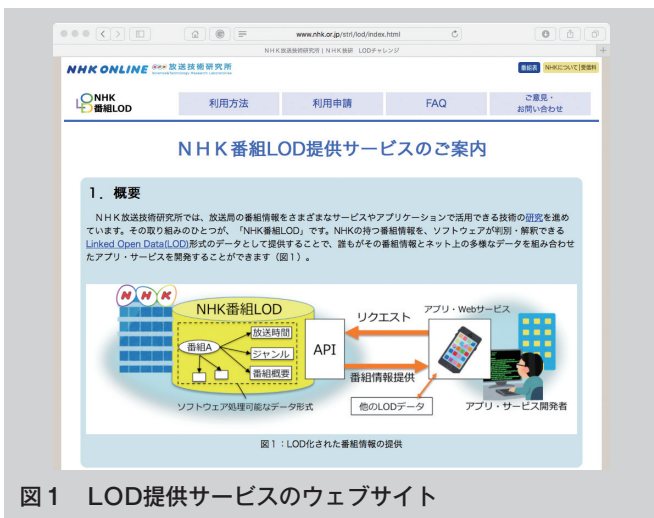 www.nhk.or.jp/strl/lod/index.html
NHK放送技術研究所 | NHK技研 LODチャレンジ
NHK ONLINE 放送技術研究所
Science&Technology Research Laboratories
番組表 NHKについて|受信料
NHK
番組LOD
利用方法 利用申請 FAQ ご意見・
お問い合わせ
NHK番組LOD提供サービスのご案内
1．概要
NHK放送技術研究所では、放送局の番組情報をさまざまなサービスやアプリケーションで活用できる技術の研究を進め
ています。その取り組みのひとつが、「NHK番組LOD」です。NHKの持つ番組情報を、ソフトウェアが判別・解釈できる
Linked Open Data(LOD)形式のデータとして提供することで、誰もがその番組情報とネット上の多様なデータを組み合わせ
たアプリ・サービスを開発することができます（図1）。
NHK
NHK番組LOD
番組A
放送時間
ジャンル
番組概要
ソフトウェア処理可能なデータ形式
API
リクエスト
番組情報提供
他のLODデータ
アプリ・Webサービス
アプリ・サービス開発者
図1：LOD化された番組情報の提供
図1 LOD提供サービスのウェブサイト